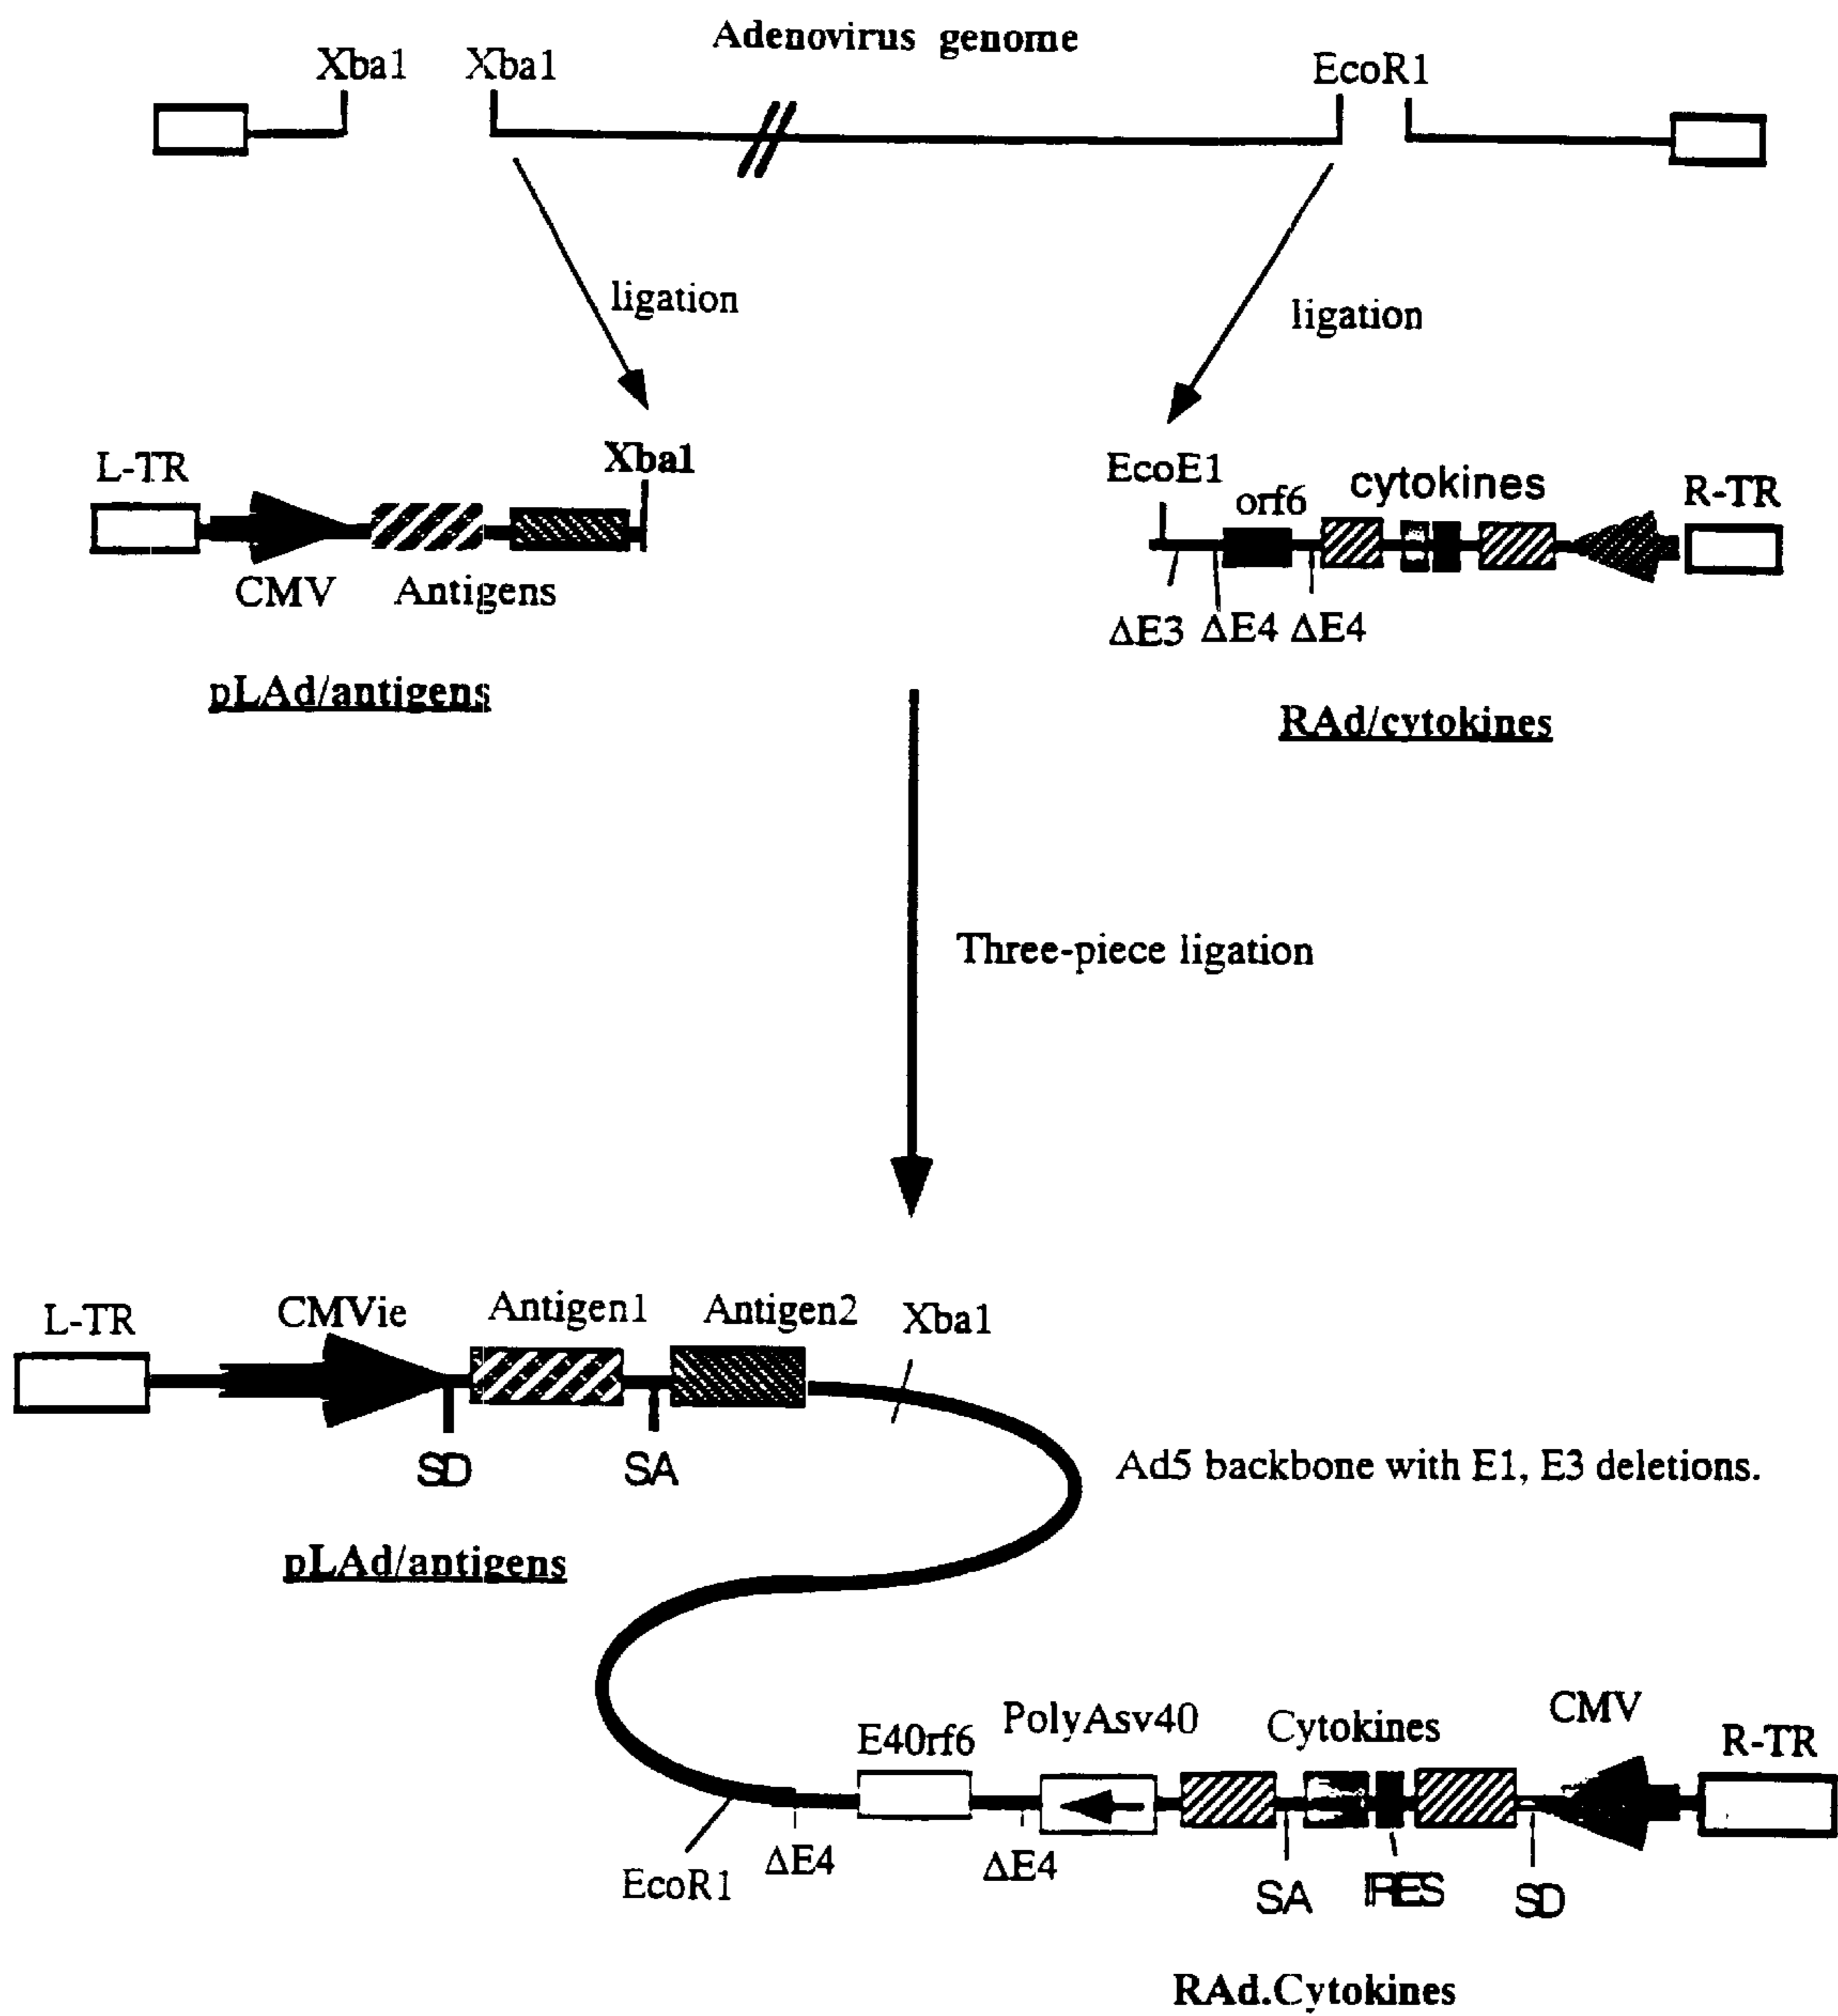 Adenovirus genome
Xba1
Xba1
EcoR1
ligation
ligation
L-TR
Xba1
CMV
Antigens
pLAd/antigens
EcoE1
orf6
cytokines
R-TR
ΔE3
ΔE4
ΔE4
RAd/cytokines
Three-piece ligation
L-TR
CMVie
Antigen1
Antigen2
Xba1
SD
SA
Ad5 backbone with E1, E3 deletions.
pLAd/antigens
E40rf6
PolyAsv40
Cytokines
CMV
R-TR
EcoR1
ΔE4
ΔE4
SA
IRES
SD
RAd.Cytokines